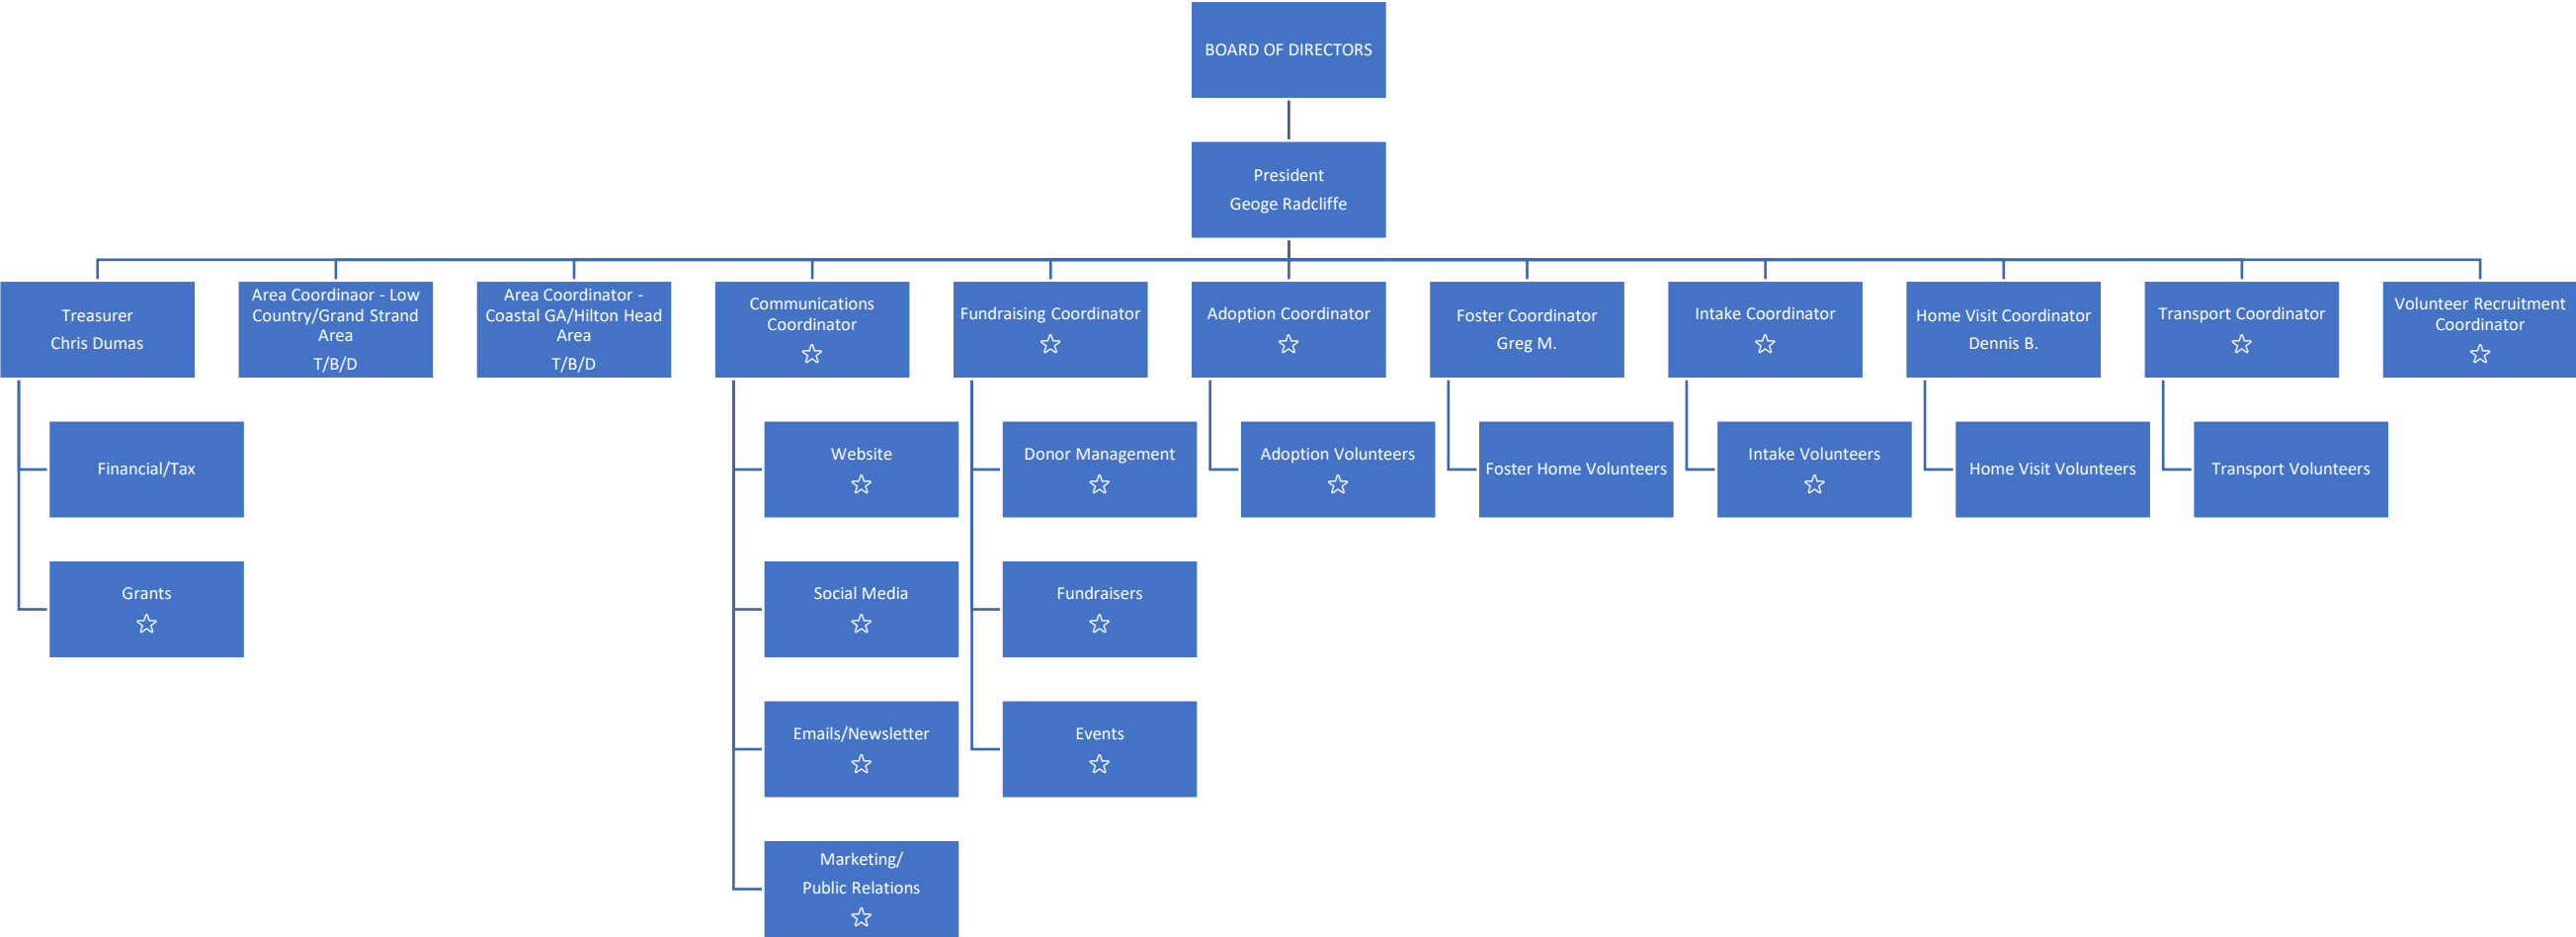 BOARD OF DIRECTORS
President
Geoge Radcliffe
Treasurer
Chris Dumas
Area Coordinaor - Low
Country/Grand Strand
Area
T/B/D
Area Coordinator -
Coastal GA/Hilton Head
Area
T/B/D
Communications
Coordinator
☆
Fundraising Coordinator
☆
Adoption Coordinator
☆
Foster Coordinator
Greg M.
Intake Coordinator
☆
Home Visit Coordinator
Dennis B.
Transport Coordinator
☆
Volunteer Recruitment
Coordinator
☆
Financial/Tax
Grants
☆
Website
☆
Social Media
☆
Emails/Newsletter
☆
Marketing/
Public Relations
☆
Donor Management
☆
Fundraisers
☆
Events
☆
Adoption Volunteers
☆
Foster Home Volunteers
Intake Volunteers
☆
Home Visit Volunteers
Transport Volunteers